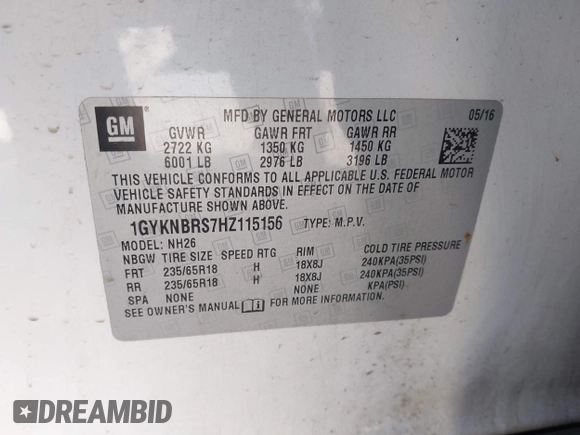 GM
MFD BY GENERAL MOTORS LLC 05/16
GVWR GAWR FRT GAWR RR
2722 KG 1350 KG 1450 KG
6001 LB 2976 LB 3196 LB
THIS VEHICLE CONFORMS TO ALL APPLICABLE U.S. FEDERAL MOTOR
VEHICLE SAFETY STANDARDS IN EFFECT ON THE DATE OF
MANUFACTURE SHOWN ABOVE.
1GYKNBRS7HZ115156 TYPE: M.P.V.
MODEL: NH26
NBGW TIRE SIZE SPEED RTG RIM COLD TIRE PRESSURE
FRT 235/65R18 H 18X8J 240KPA(35PSI)
RR 235/65R18 H 18X8J 240KPA(35PSI)
SPA NONE NONE KPA(PSI)
SEE OWNER'S MANUAL FOR MORE INFORMATION.
DREAMBID